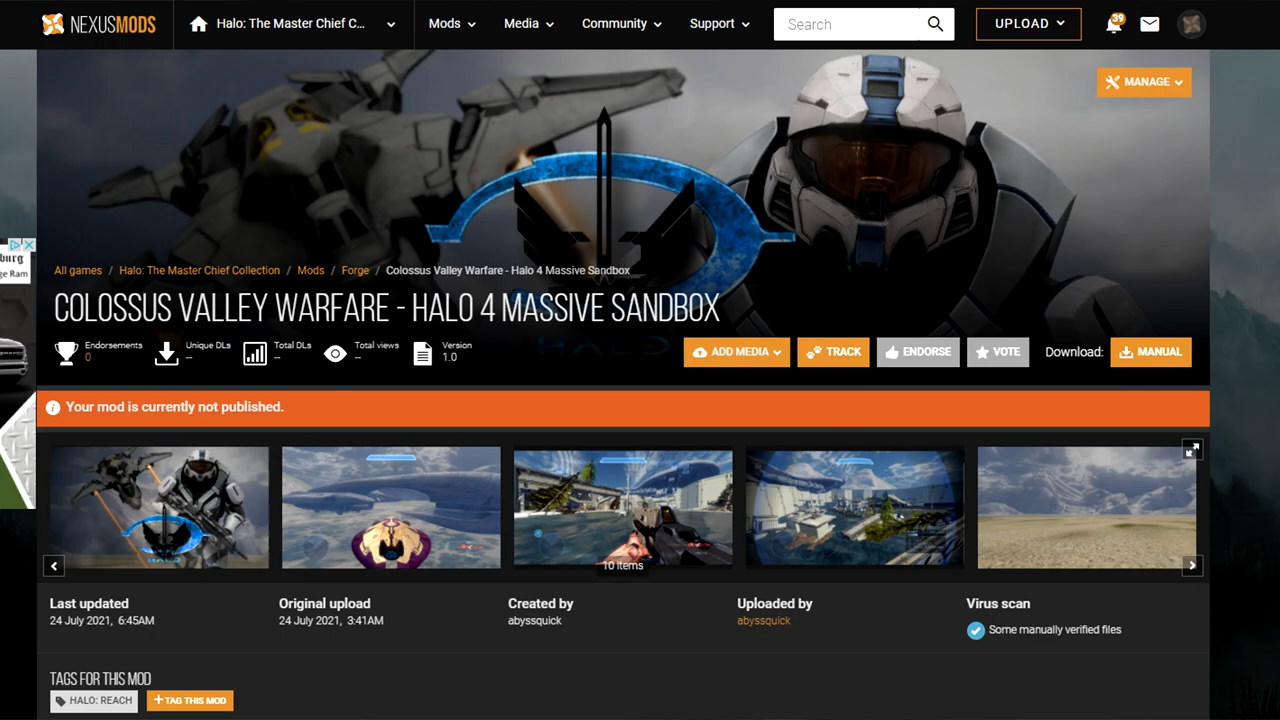 NEXUSMODS
Halo: The Master Chief C...
Mods
Media
Community
Support
Search
UPLOAD
39
MANAGE
burg
ge Ram
All games / Halo: The Master Chief Collection / Mods / Forge / Colossus Valley Warfare - Halo 4 Massive Sandbox
COLOSSUS VALLEY WARFARE - HALO 4 MASSIVE SANDBOX
Endorsements
0
Unique DLs
--
Total DLs
--
Total views
--
Version
1.0
ADD MEDIA
TRACK
ENDORSE
VOTE
Download:
MANUAL
HALO
Your mod is currently not published.
HALO
10 items
Last updated
24 July 2021, 6:45AM
Original upload
24 July 2021, 3:41AM
Created by
abyssquick
Uploaded by
abyssquick
Virus scan
Some manually verified files
TAGS FOR THIS MOD
HALO: REACH
+ TAG THIS MOD